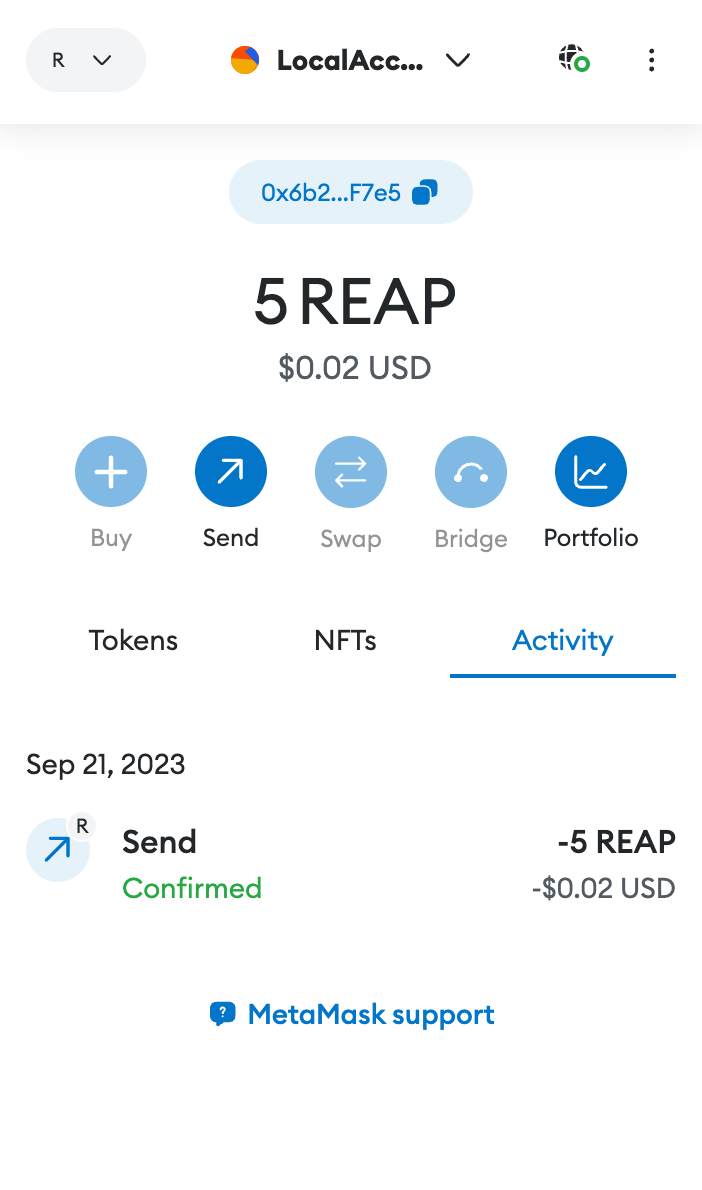 R LocalAcc...
0x6b2...F7e5
5 REAP
$0.02 USD
Buy Send Swap Bridge Portfolio
Tokens NFTs Activity
Sep 21, 2023
R
Send -5 REAP
Confirmed -$0.02 USD
? MetaMask support